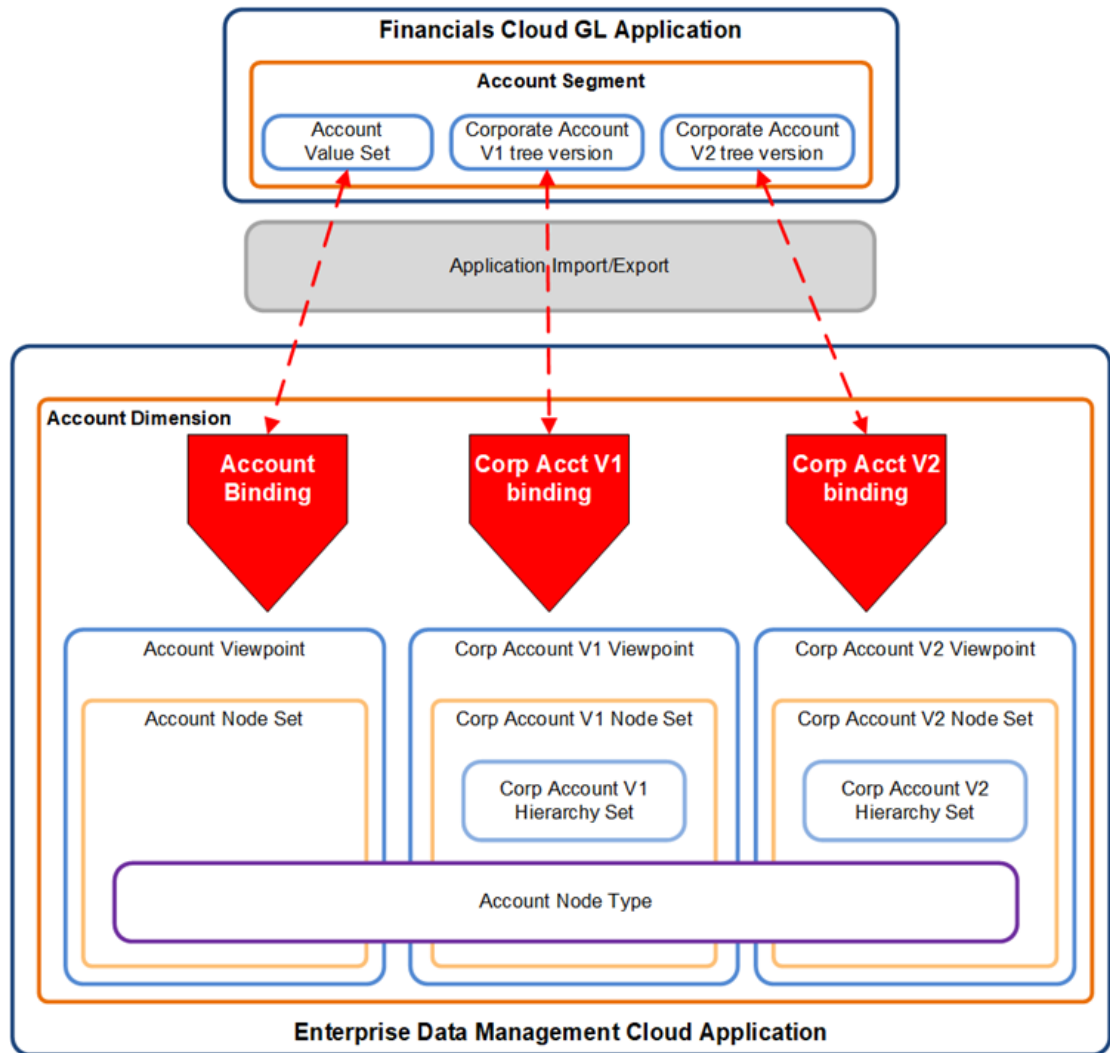 Financials Cloud GL Application
Account Segment
Account
Value Set
Corporate Account
V1 tree version
Corporate Account
V2 tree version
Application Import/Export
Account Dimension
Account
Binding
Corp Acct V1
binding
Corp Acct V2
binding
Account Viewpoint
Corp Account V1 Viewpoint
Corp Account V2 Viewpoint
Account Node Set
Corp Account V1 Node Set
Corp Account V2 Node Set
Corp Account V1
Hierarchy Set
Corp Account V2
Hierarchy Set
Account Node Type
Enterprise Data Management Cloud Application